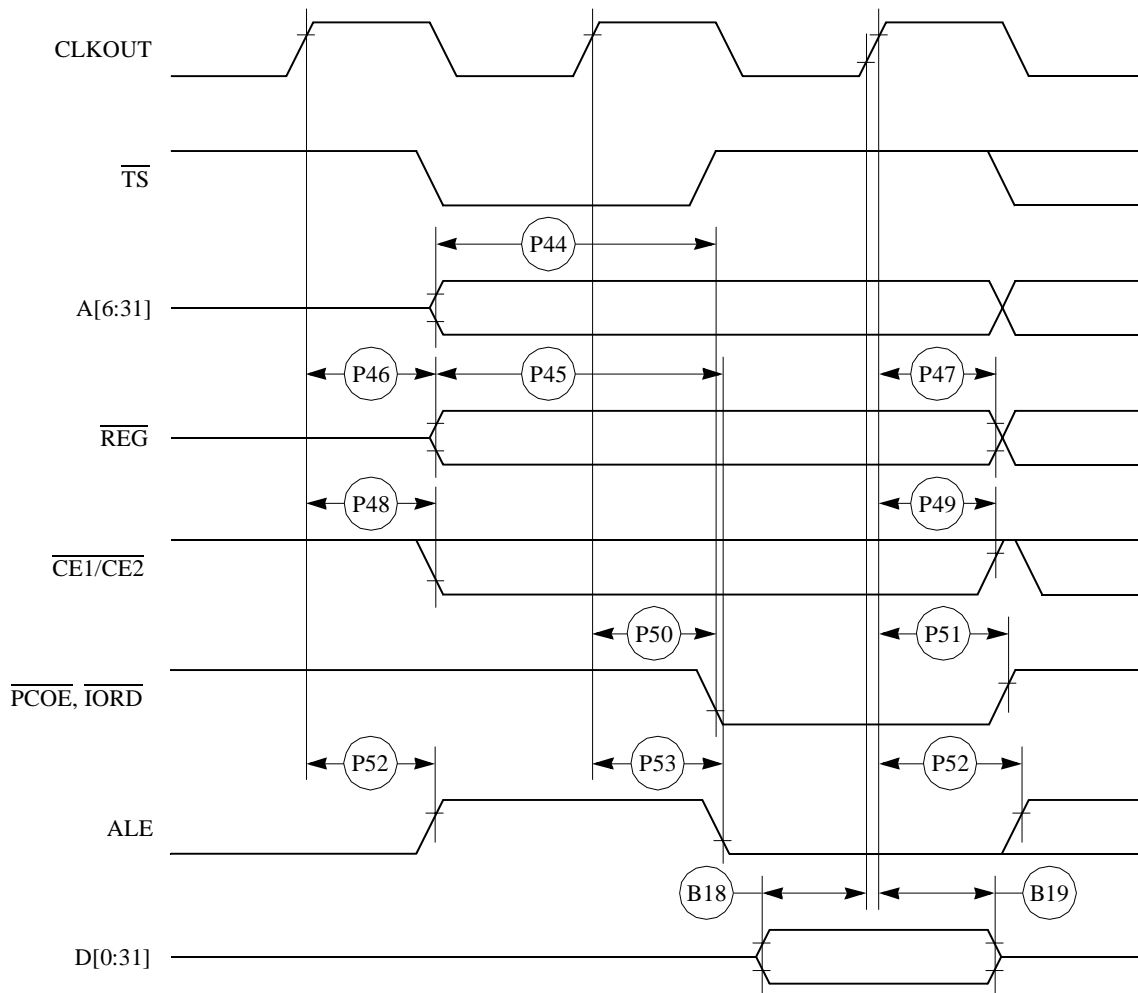 CLKOUT
TS
P44
A[6:31]
P46 P45 P47
REG
P48 P49
CE1/CE2
P50 P51
PCOE, IORD
P52 P53 P52
ALE
B18 B19
D[0:31]